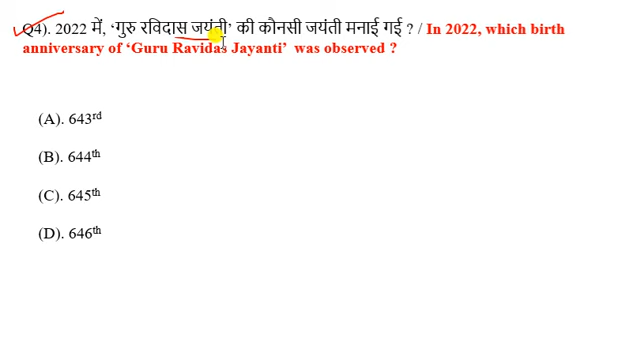 Q4). 2022 में, ‘गुरु रविदास जयंती’ की कौनसी जयंती मनाई गई ? / In 2022, which birth
anniversary of ‘Guru Ravidas Jayanti’ was observed ?
(A). 643rd
(B). 644th
(C). 645th
(D). 646th